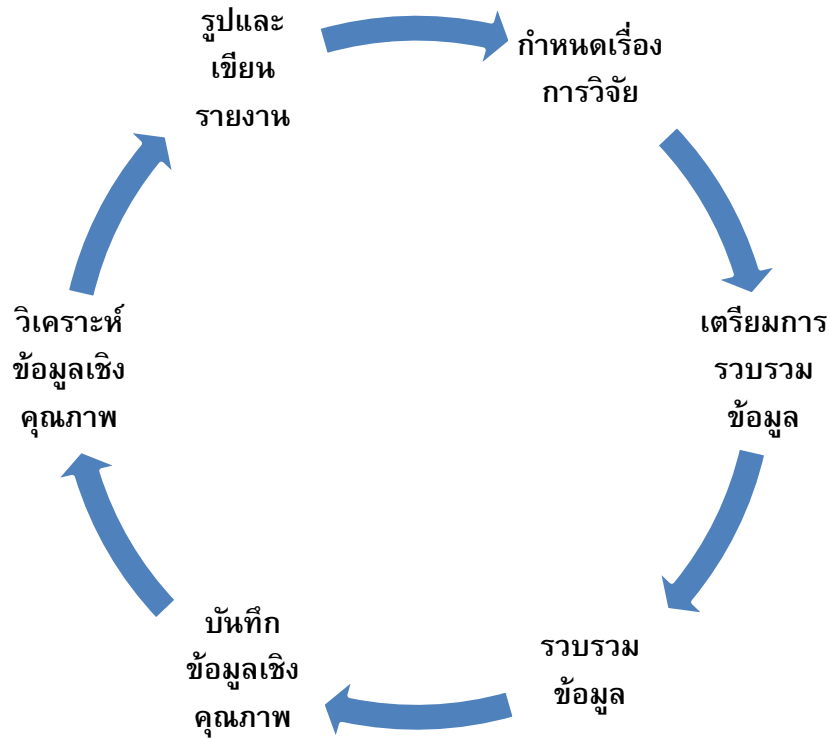 รูปและ
เขียน
รายงาน
กำหนดเรื่อง
การวิจัย
เตรียมการ
รวบรวม
ข้อมูล
รวบรวม
ข้อมูล
บันทึก
ข้อมูลเชิง
คุณภาพ
วิเคราะห์
ข้อมูลเชิง
คุณภาพ